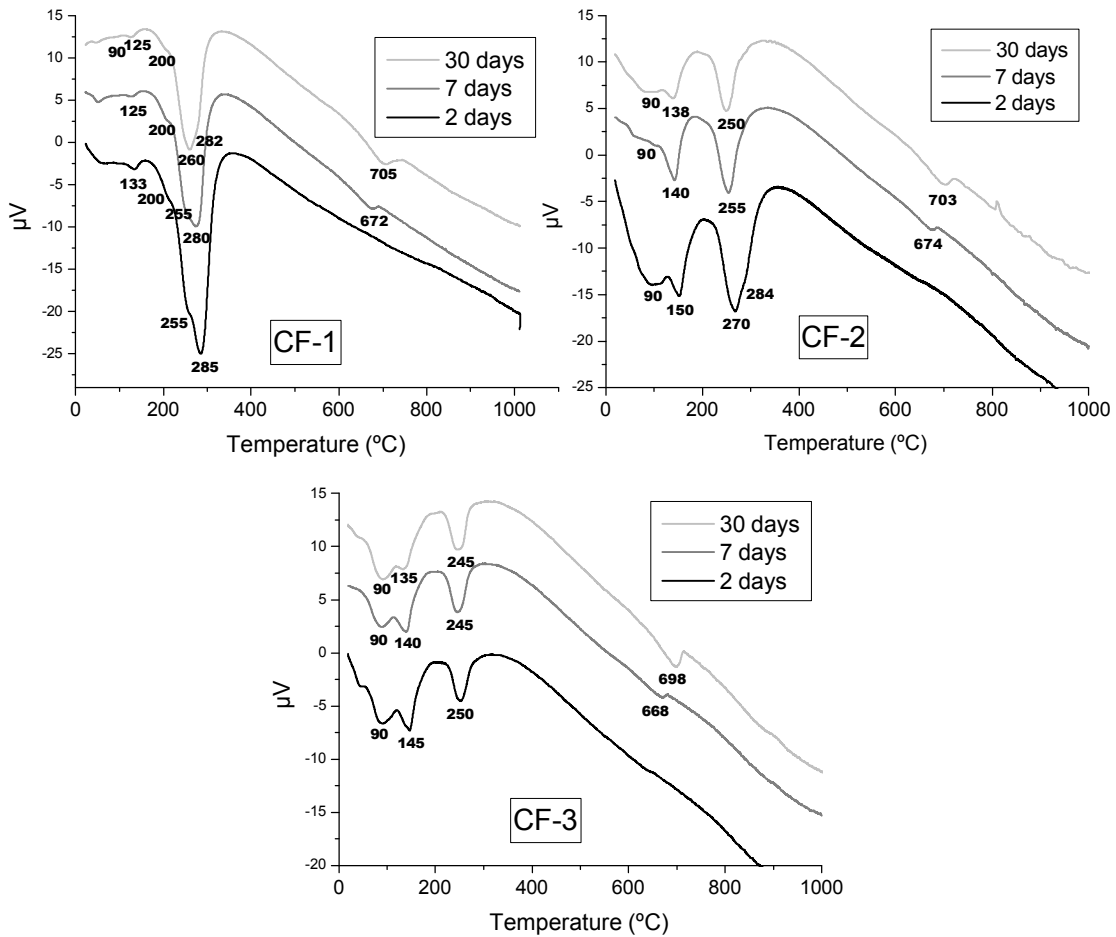 15
10
5
0
-5
-10
-15
-20
-25
µV
30 days
7 days
2 days
90 125 200
125 200
282
260
705
133
200
255
280
672
255
285
CF-1
0 200 400 600 800 1000
Temperature (ºC)
15
10
5
0
-5
-10
-15
-20
-25
µV
30 days
7 days
2 days
90 138 250
90
140 255
703
674
90 150 270 284
CF-2
0 200 400 600 800 1000
Temperature (ºC)
15
10
5
0
-5
-10
-15
-20
µV
30 days
7 days
2 days
90 135 245
90 140 245
698
668
90 145 250
CF-3
0 200 400 600 800 1000
Temperature (ºC)